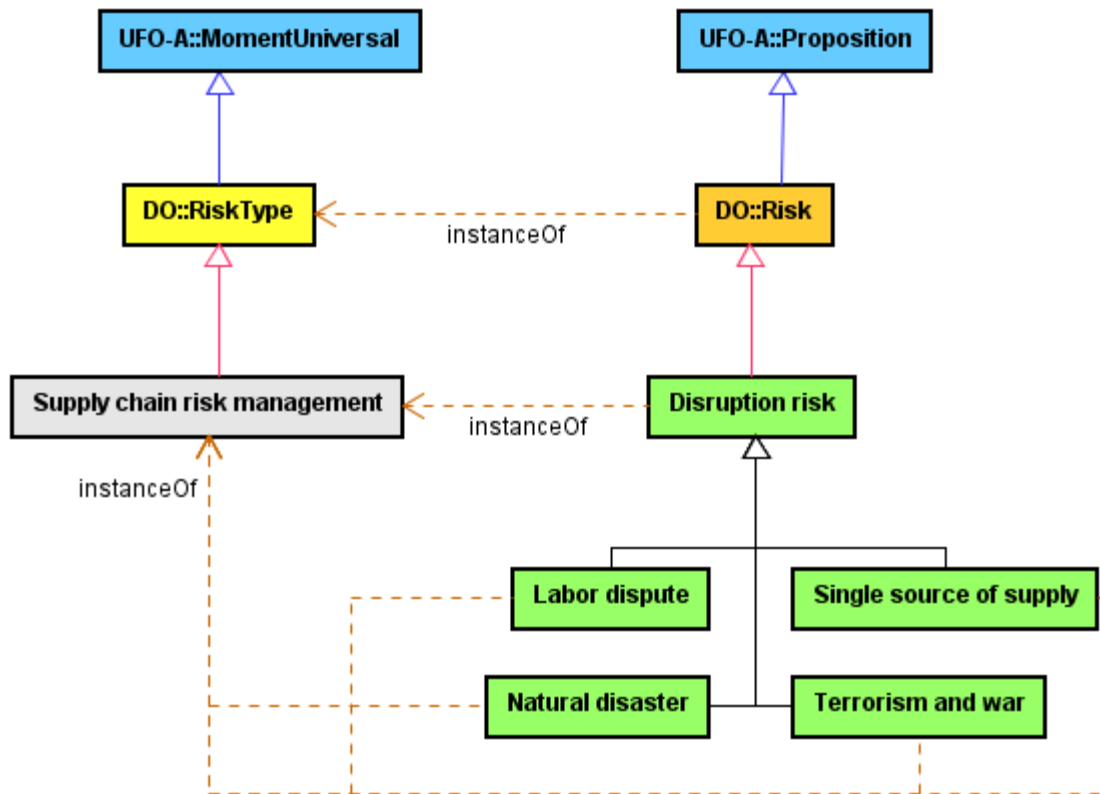 UFO-A::MomentUniversal
UFO-A::Proposition
DO::RiskType
DO::Risk
instanceOf
Supply chain risk management
Disruption risk
instanceOf
instanceOf
Labor dispute
Single source of supply
Natural disaster
Terrorism and war